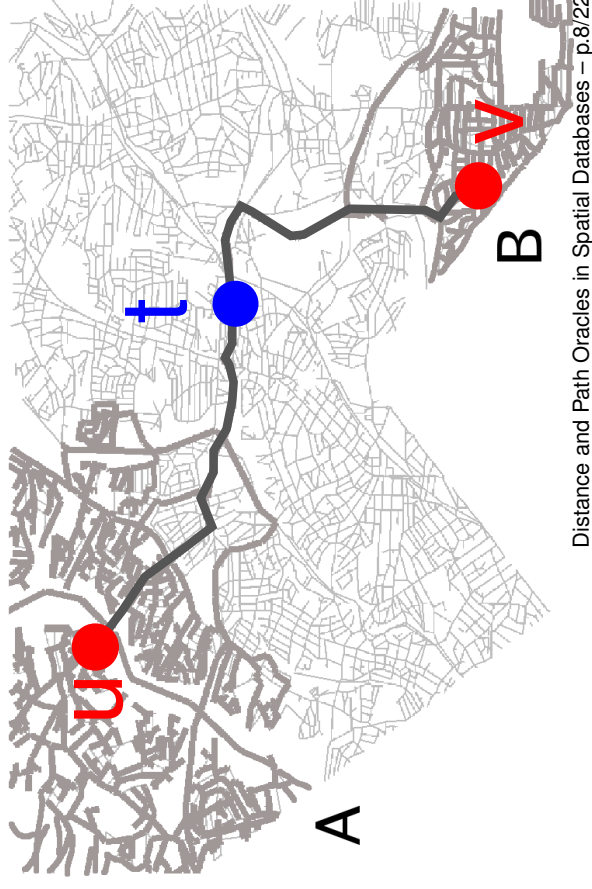 u
t
A
v
B
Distance and Path Oracles in Spatial Databases – p.8/22